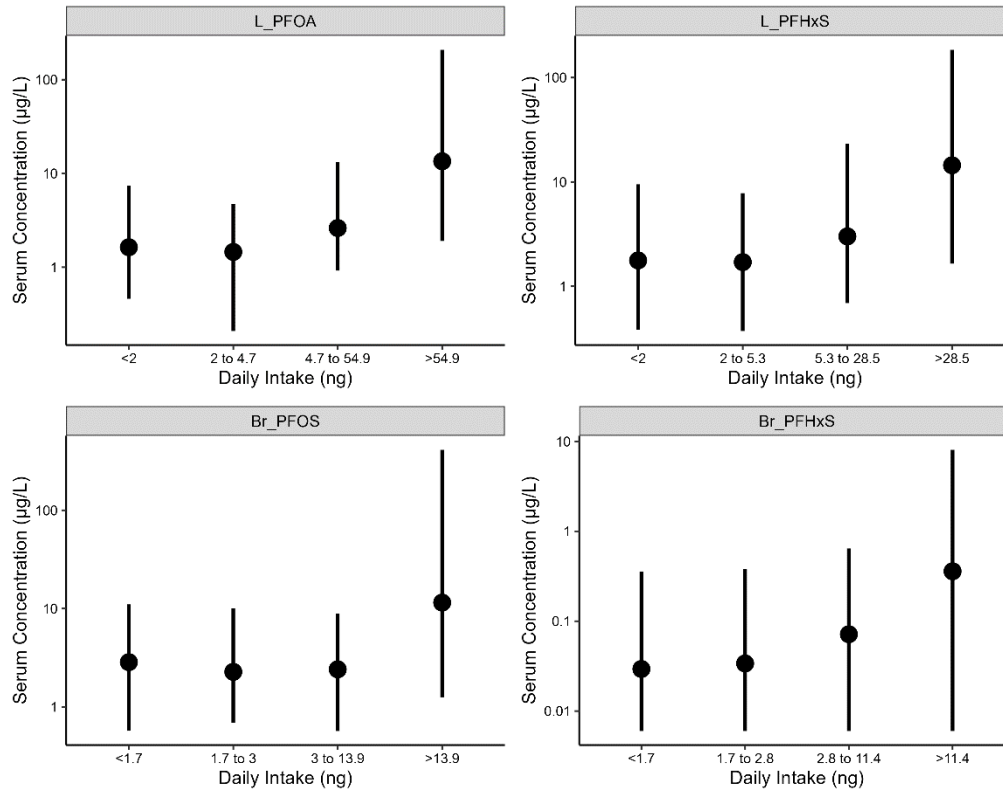 L_PFOA
Serum Concentration (µg/L)
100
10
1
<2
2 to 4.7
4.7 to 54.9
>54.9
Daily Intake (ng)
L_PFHxS
Serum Concentration (µg/L)
100
10
1
<2
2 to 5.3
5.3 to 28.5
>28.5
Daily Intake (ng)
Br_PFOS
Serum Concentration (µg/L)
100
10
1
<1.7
1.7 to 3
3 to 13.9
>13.9
Daily Intake (ng)
Br_PFHxS
Serum Concentration (µg/L)
10
1
0.1
0.01
<1.7
1.7 to 2.8
2.8 to 11.4
>11.4
Daily Intake (ng)